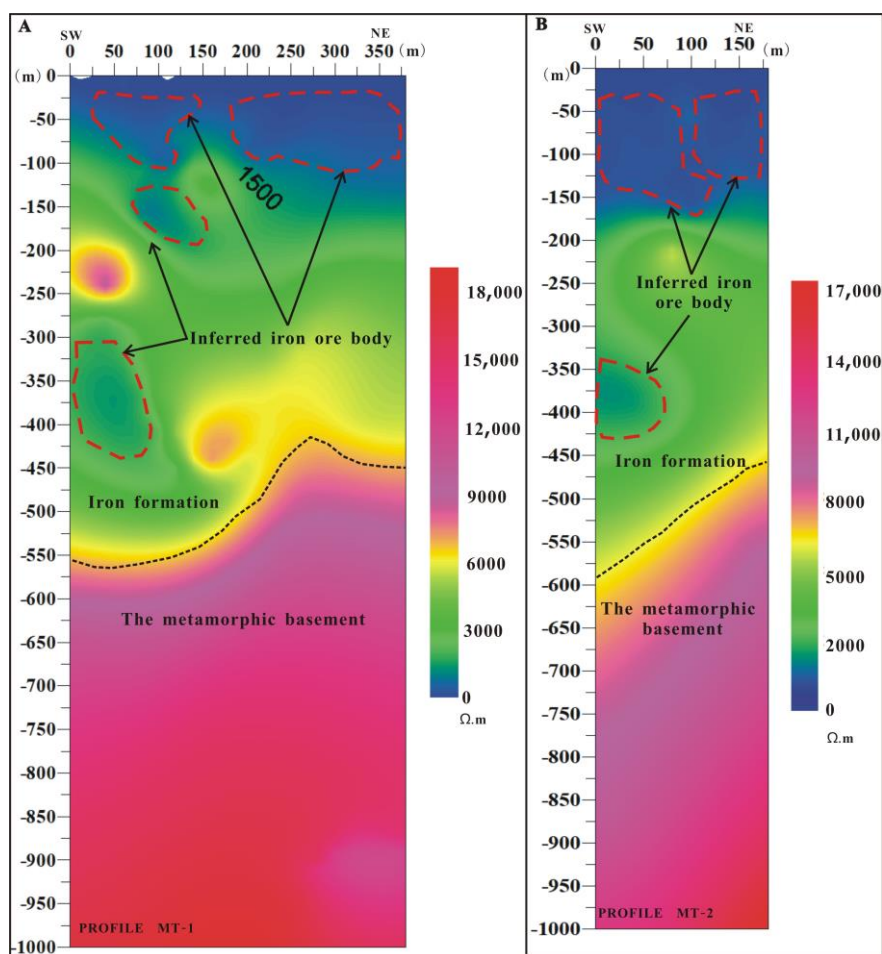 A
SW NE
0 50 100 150 200 250 300 350 (m)
(m)
0
-50
-100
-150
-200
-250
-300
-350
-400
-450
-500
-550
-600
-650
-700
-750
-800
-850
-900
-950
-1000
1500
Inferred iron ore body
Iron formation
The metamorphic basement
PROFILE MT-1
18,000
15,000
12,000
9000
6000
3000
0
Ω.m
B
SW NE
0 50 100 150 (m)
(m)
0
-50
-100
-150
-200
-250
-300
-350
-400
-450
-500
-550
-600
-650
-700
-750
-800
-850
-900
-950
-1000
Inferred iron
ore body
Iron formation
The metamorphic
basement
PROFILE MT-2
17,000
14,000
11,000
8000
5000
2000
0
Ω.m